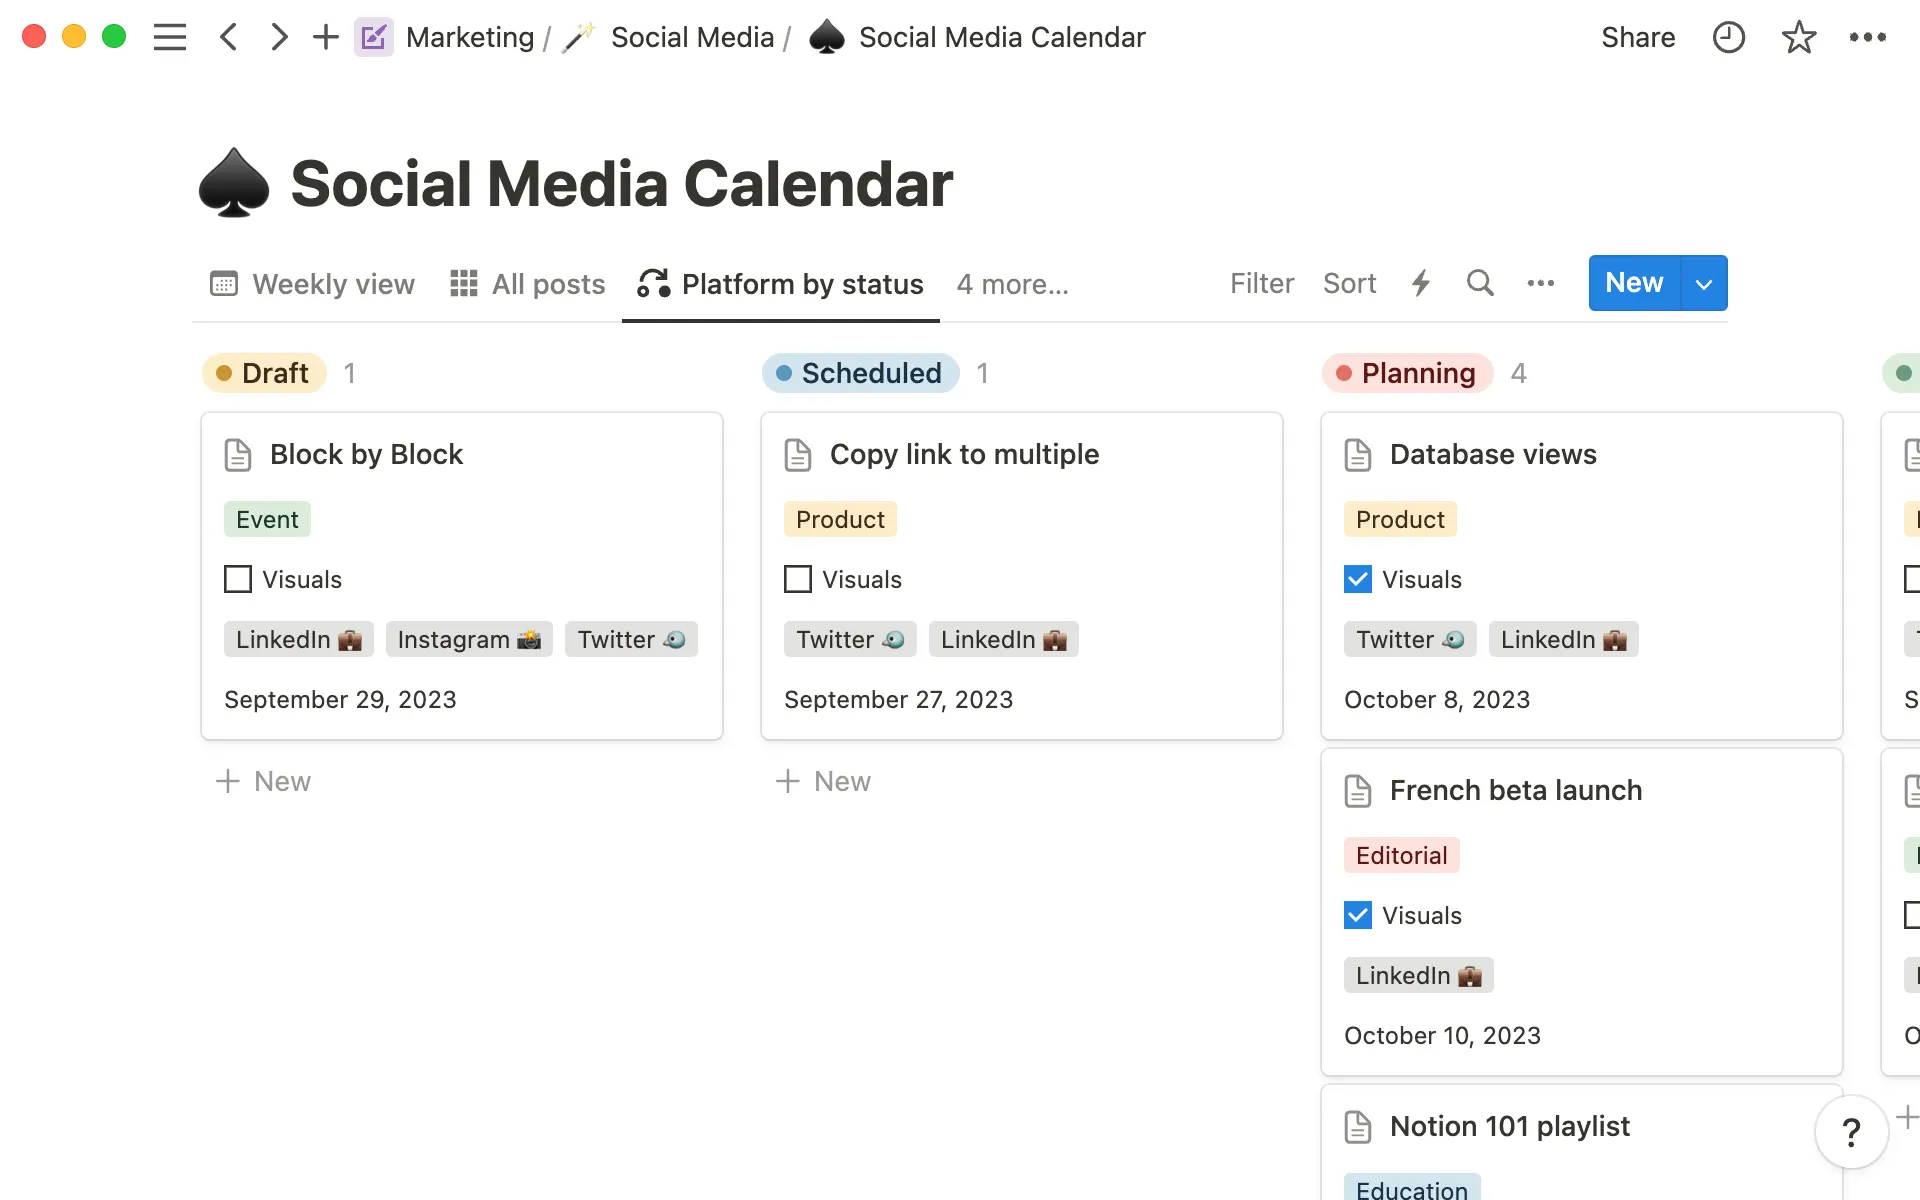 Marketing / Social Media / Social Media Calendar
Share
Social Media Calendar
Weekly view
All posts
Platform by status
4 more...
Filter
Sort
New
Draft 1
Block by Block
Event
Visuals
LinkedIn Instagram Twitter
September 29, 2023
New
Scheduled 1
Copy link to multiple
Product
Visuals
Twitter LinkedIn
September 27, 2023
New
Planning 4
Database views
Product
Visuals
Twitter LinkedIn
October 8, 2023
French beta launch
Editorial
Visuals
LinkedIn
October 10, 2023
Notion 101 playlist
Education
?